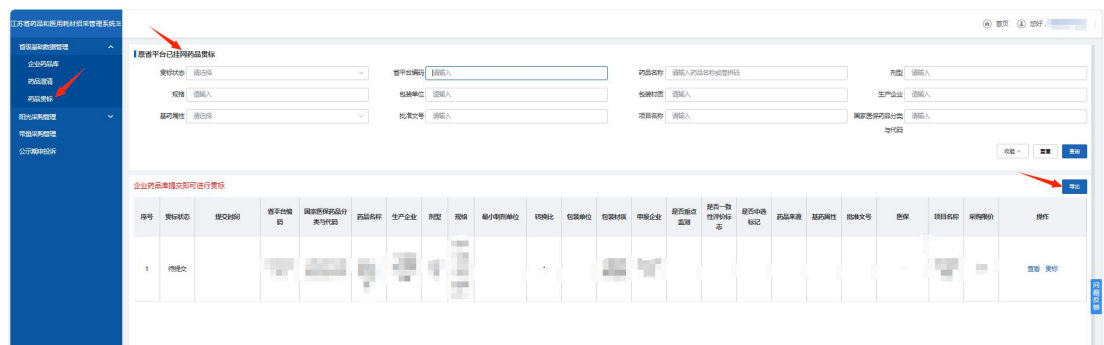 江苏省药品和医用耗材招采管理系统
首页 您好，
省级基础数据管理
企业药品库
药品邀请
药品贯标
阳光采购管理
带量采购管理
公示期申投诉
原省平台已挂网药品贯标
贯标状态 请选择 省平台编码 请输入 药品名称 请输入药品名称或首拼码 剂型 请输入
规格 请输入 包装单位 请输入 包装材质 请输入 生产企业 请输入
基药属性 请选择 批准文号 请输入 项目名称 请输入 国家医保药品分类与代码 请输入
收起 重置 查询
企业药品库提交即可进行贯标 导出
序号 贯标状态 提交时间 省平台编码 国家医保药品分类与代码 药品名称 生产企业 剂型 规格 最小制剂单位 转换比 包装单位 包装材质 申报企业 是否重点监测 是否一致性评价标志 是否中选标记 药品来源 基药属性 批准文号 医保 项目名称 采购限价 操作
1 待提交 查看 贯标
问题反馈